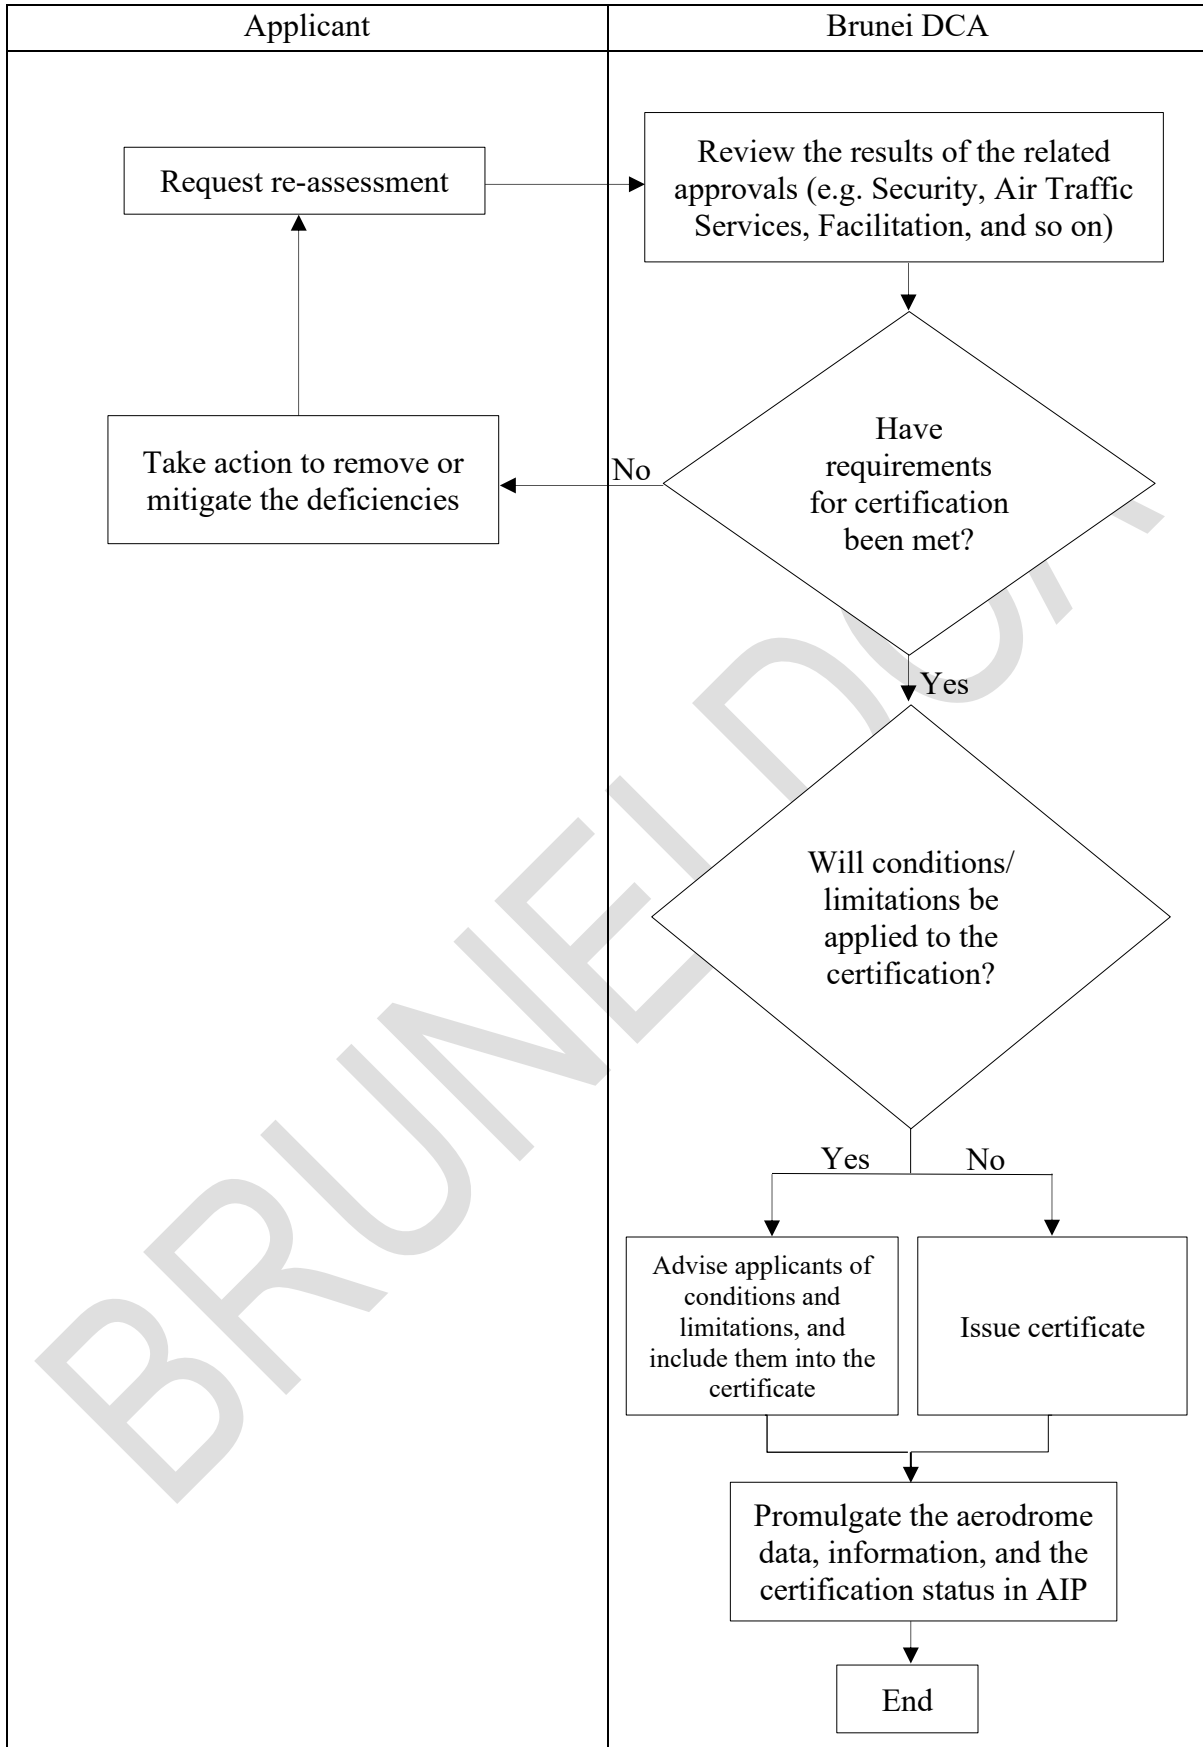 Applicant
Brunei DCA
Request re-assessment
Review the results of the related
approvals (e.g. Security, Air Traffic
Services, Facilitation, and so on)
Take action to remove or
mitigate the deficiencies
No
Have
requirements
for certification
been met?
Yes
Will conditions/
limitations be
applied to the
certification?
Yes
No
Advise applicants of
conditions and
limitations, and
include them into the
certificate
Issue certificate
Promulgate the aerodrome
data, information, and the
certification status in AIP
End
BRUNEI DCA